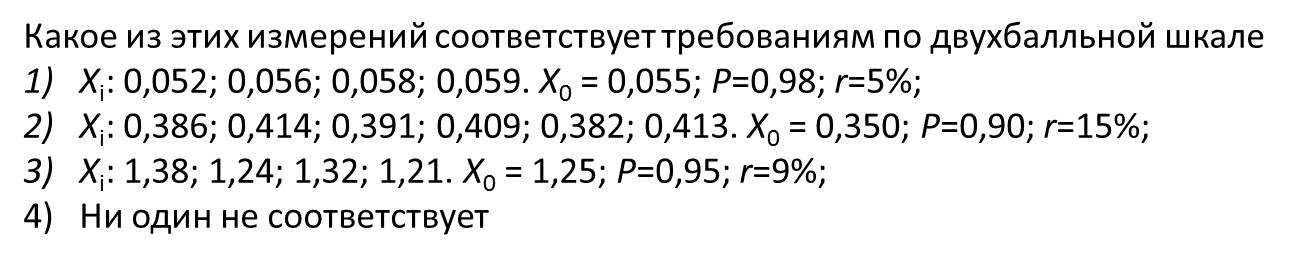 Какое из этих измерений соответствует требованиям по двухбалльной шкале
1) Xi: 0,052; 0,056; 0,058; 0,059. X0 = 0,055; P=0,98; r=5%;
2) Xi: 0,386; 0,414; 0,391; 0,409; 0,382; 0,413. X0 = 0,350; P=0,90; r=15%;
3) Xi: 1,38; 1,24; 1,32; 1,21. X0 = 1,25; P=0,95; r=9%;
4) Ни один не соответствует